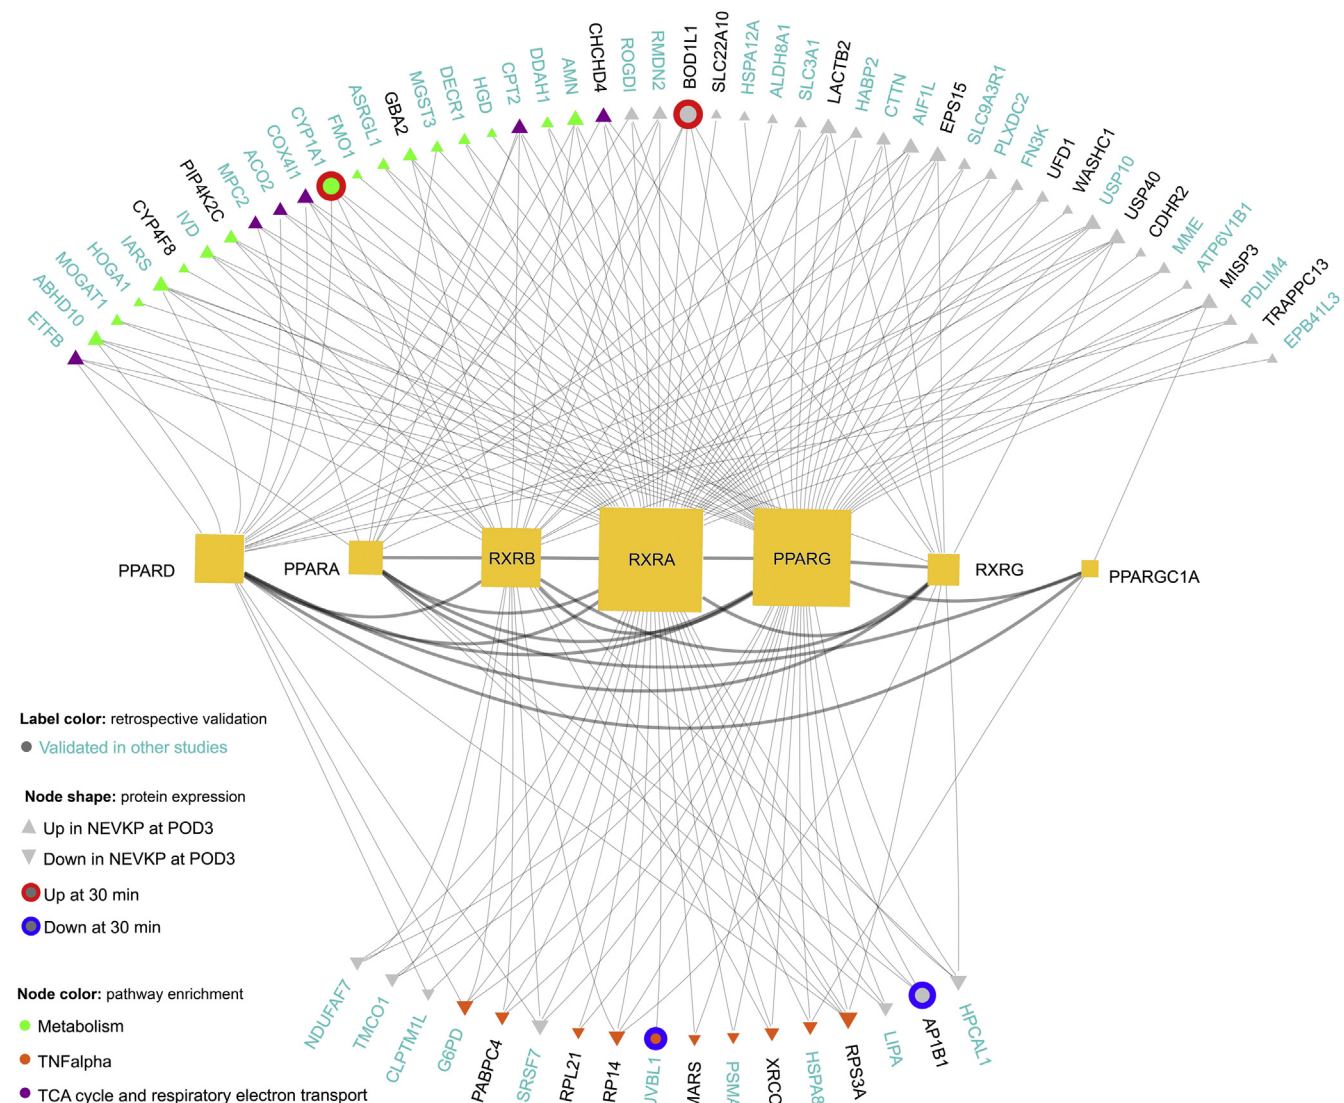 ETFB
ABHD10
MOGAT1
HOGA1
IARS
CYP4F8
IVD
PIP4K2C
MPC2
ACO2
COX4I1
CYP1A1
FMO1
ASRGL1
GBA2
MGST3
DECR1
HGD
CPT2
DDAH1
AMN
CHCHD4
ROGDI
RMDN2
BOD1L1
SLC22A10
HSPA12A
ALDH8A1
SLC3A1
LACTB2
HABP2
CTTN
AIF1L
EPS15
SLC9A3R1
PLXDC2
FN3K
UFD1
WASHC1
USP10
USP40
CDHR2
MME
ATP6V1B1
MISP3
PDLIM4
TRAPPC13
EPB41L3
PPARD
PPARA
RXRB
RXRA
PPARG
RXRG
PPARGC1A
Label color: retrospective validation
Validated in other studies
Node shape: protein expression
Up in NEVKP at POD3
Down in NEVKP at POD3
Up at 30 min
Down at 30 min
Node color: pathway enrichment
Metabolism
TNFalpha
TCA cycle and respiratory electron transport
NDUFAF7
TMCO1
CLPTM1L
G6PD
PABPC4
SRSF7
RPL21
RP14
JVBL1
MARS
PSMA
XRCC
HSPA8
RPS3A
LIPA
AP1B1
HPCAL1